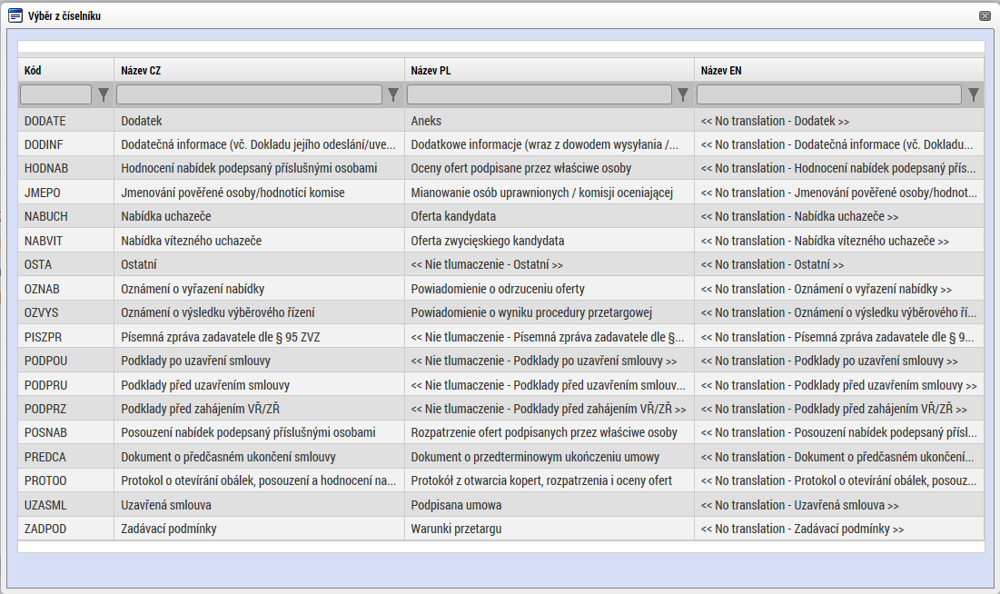 Výběr z číselníku
Kód Název CZ Název PL Název EN
DODATE Dodatek Aneks << No translation - Dodatek >>
DODINF Dodatečná informace (vč. Dokladu jejího odeslání/uve... Dodatkowe informacje (wraz z dowodem wysyłania /... << No translation - Dodatečná informace (vč. Dokladu...
HODNAB Hodnocení nabídek podepsaný příslušnými osobami Oceny ofert podpisane przez właściwe osoby << No translation - Hodnocení nabídek podepsaný přís...
JMEPO Jmenování pověřené osoby/hodnotící komise Mianowanie osób uprawnionych / komisji oceniającej << No translation - Jmenování pověřené osoby/hodnot...
NABUCH Nabídka uchazeče Oferta kandydata << No translation - Nabídka uchazeče >>
NABVIT Nabídka vítezného uchazeče Oferta zwycięskiego kandydata << No translation - Nabídka vítezného uchazeče >>
OSTA Ostatní << Nie tlumaczenie - Ostatní >> << No translation - Ostatní >>
OZNAB Oznámení o vyřazení nabídky Powiadomienie o odrzuceniu oferty << No translation - Oznámení o vyřazení nabídky >>
OZVYS Oznámení o výsledku výběrového řízení Powiadomienie o wyniku procedury przetargowej << No translation - Oznámení o výsledku výběrového ří...
PISZPR Písemná zpráva zadavatele dle § 95 ZVZ << Nie tlumaczenie - Písemná zpráva zadavatele dle §... << No translation - Písemná zpráva zadavatele dle § 9...
PODPOU Podklady po uzavření smlouvy << Nie tlumaczenie - Podklady po uzavření smlouvy >> << No translation - Podklady po uzavření smlouvy >>
PODPRU Podklady před uzavřením smlouvy << Nie tlumaczenie - Podklady před uzavřením smlouv... << No translation - Podklady před uzavřením smlouvy >>
PODPRZ Podklady před zahájením VŘ/ZŘ << Nie tlumaczenie - Podklady před zahájením VŘ/ZŘ >> << No translation - Podklady před zahájením VŘ/ZŘ >>
POSNAB Posouzení nabídek podepsaný příslušnými osobami Rozpatrzenie ofert podpisanych przez właściwe osoby << No translation - Posouzení nabídek podepsaný přísl...
PREDCA Dokument o předčasném ukončení smlouvy Dokument o przedterminowym ukończeniu umowy << No translation - Dokument o předčasném ukončení...
PROTOO Protokol o otevírání obálek, posouzení a hodnocení na... Protokół z otwarcia kopert, rozpatrzenia i oceny ofert << No translation - Protokol o otevírání obálek, posouz...
UZASML Uzavřená smlouva Podpisana umowa << No translation - Uzavřená smlouva >>
ZADPOD Zadávací podmínky Warunki przetargu << No translation - Zadávací podmínky >>